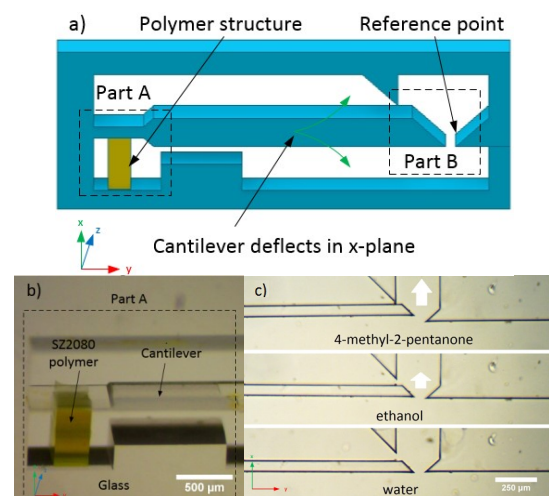 a)
Polymer structure
Reference point
Part A
Part B
Cantilever deflects in x-plane
x
z
y
b)
Part A
SZ2080
polymer
Cantilever
Glass
500 µm
c)
4-methyl-2-pentanone
ethanol
water
250 µm
x
y